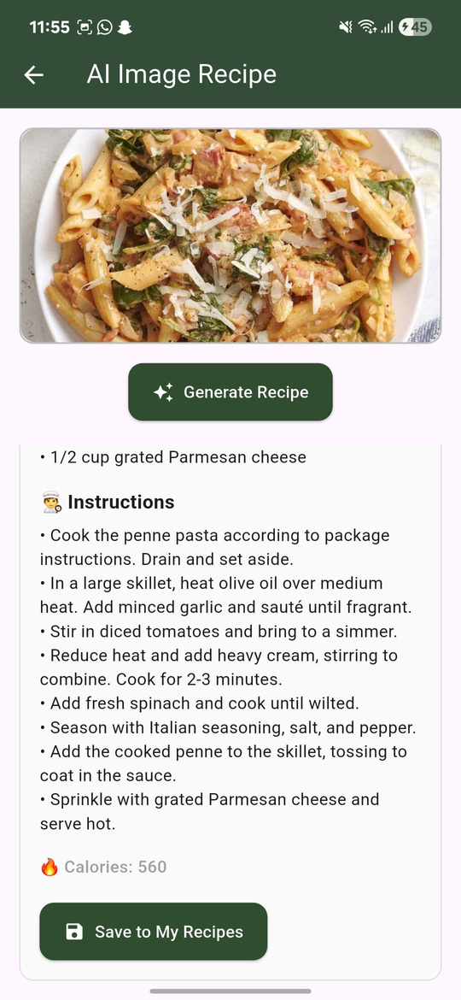 11:55
45
AI Image Recipe
Generate Recipe
• 1/2 cup grated Parmesan cheese
Instructions
• Cook the penne pasta according to package
instructions. Drain and set aside.
• In a large skillet, heat olive oil over medium
heat. Add minced garlic and sauté until fragrant.
• Stir in diced tomatoes and bring to a simmer.
• Reduce heat and add heavy cream, stirring to
combine. Cook for 2-3 minutes.
• Add fresh spinach and cook until wilted.
• Season with Italian seasoning, salt, and pepper.
• Add the cooked penne to the skillet, tossing to
coat in the sauce.
• Sprinkle with grated Parmesan cheese and
serve hot.
Calories: 560
Save to My Recipes